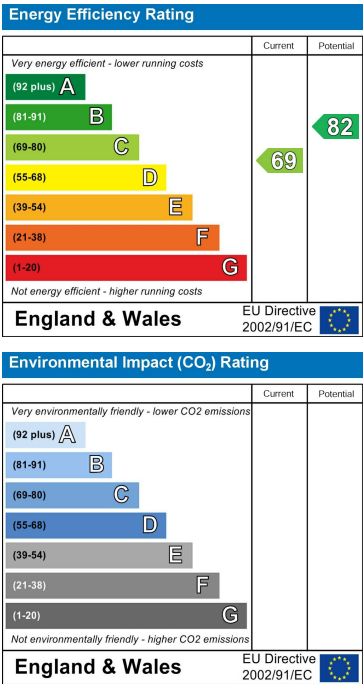 Energy Efficiency Rating
Current Potential
Very energy efficient - lower running costs
(92 plus) A
(81-91) B
82
(69-80) C
69
(55-68) D
(39-54) E
(21-38) F
(1-20) G
Not energy efficient - higher running costs
England & Wales
EU Directive
2002/91/EC
Environmental Impact (CO₂) Rating
Current Potential
Very environmentally friendly - lower CO2 emissions
(92 plus) A
(81-91) B
(69-80) C
(55-68) D
(39-54) E
(21-38) F
(1-20) G
Not environmentally friendly - higher CO2 emissions
England & Wales
EU Directive
2002/91/EC